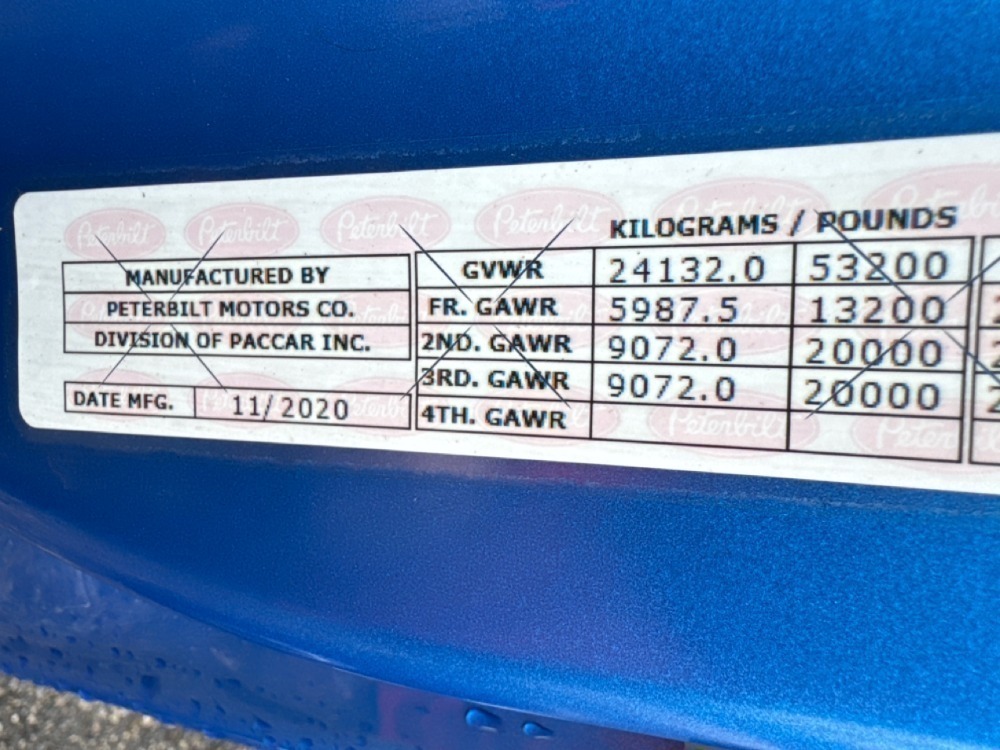 Peterbilt Peterbilt Peterbilt Peterbilt
KILOGRAMS / POUNDS
MANUFACTURED BY
PETERBILT MOTORS CO.
DIVISION OF PACCAR INC.
DATE MFG. 11/2020
GVWR 24132.0 53200
FR. GAWR 5987.5 13200
2ND. GAWR 9072.0 20000
3RD. GAWR 9072.0 20000
4TH. GAWR
Peterbilt